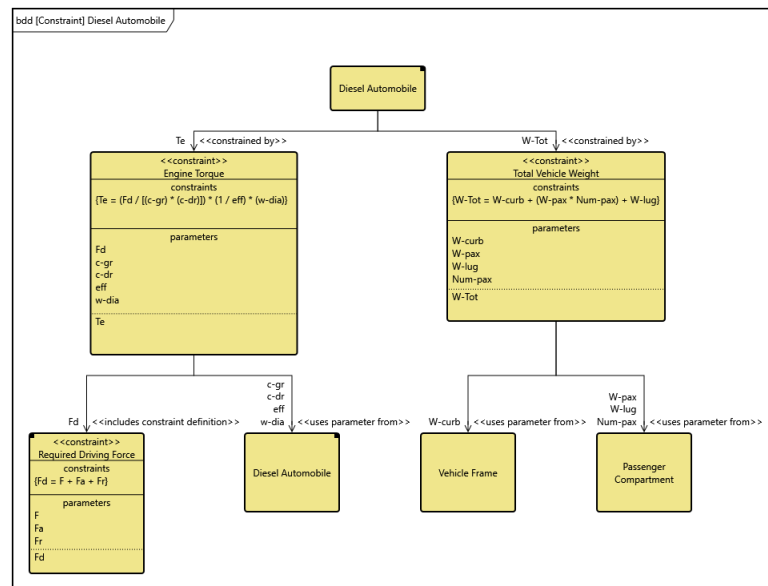 bdd [Constraint] Diesel Automobile
Diesel Automobile
Te <<constrained by>>
W-Tot <<constrained by>>
<<constraint>>
Engine Torque
constraints
{Te = (Fd / [(c-gr) * (c-dr)]) * (1 / eff) * (w-dia)}
parameters
Fd
c-gr
c-dr
eff
w-dia
Te
<<constraint>>
Total Vehicle Weight
constraints
{W-Tot = W-curb + (W-pax * Num-pax) + W-lug}
parameters
W-curb
W-pax
W-lug
Num-pax
W-Tot
Fd <<includes constraint definition>>
c-gr
c-dr
eff
w-dia <<uses parameter from>>
W-curb <<uses parameter from>>
W-pax
W-lug
Num-pax <<uses parameter from>>
<<constraint>>
Required Driving Force
constraints
{Fd = F + Fa + Fr}
parameters
F
Fa
Fr
Fd
Diesel Automobile
Vehicle Frame
Passenger
Compartment